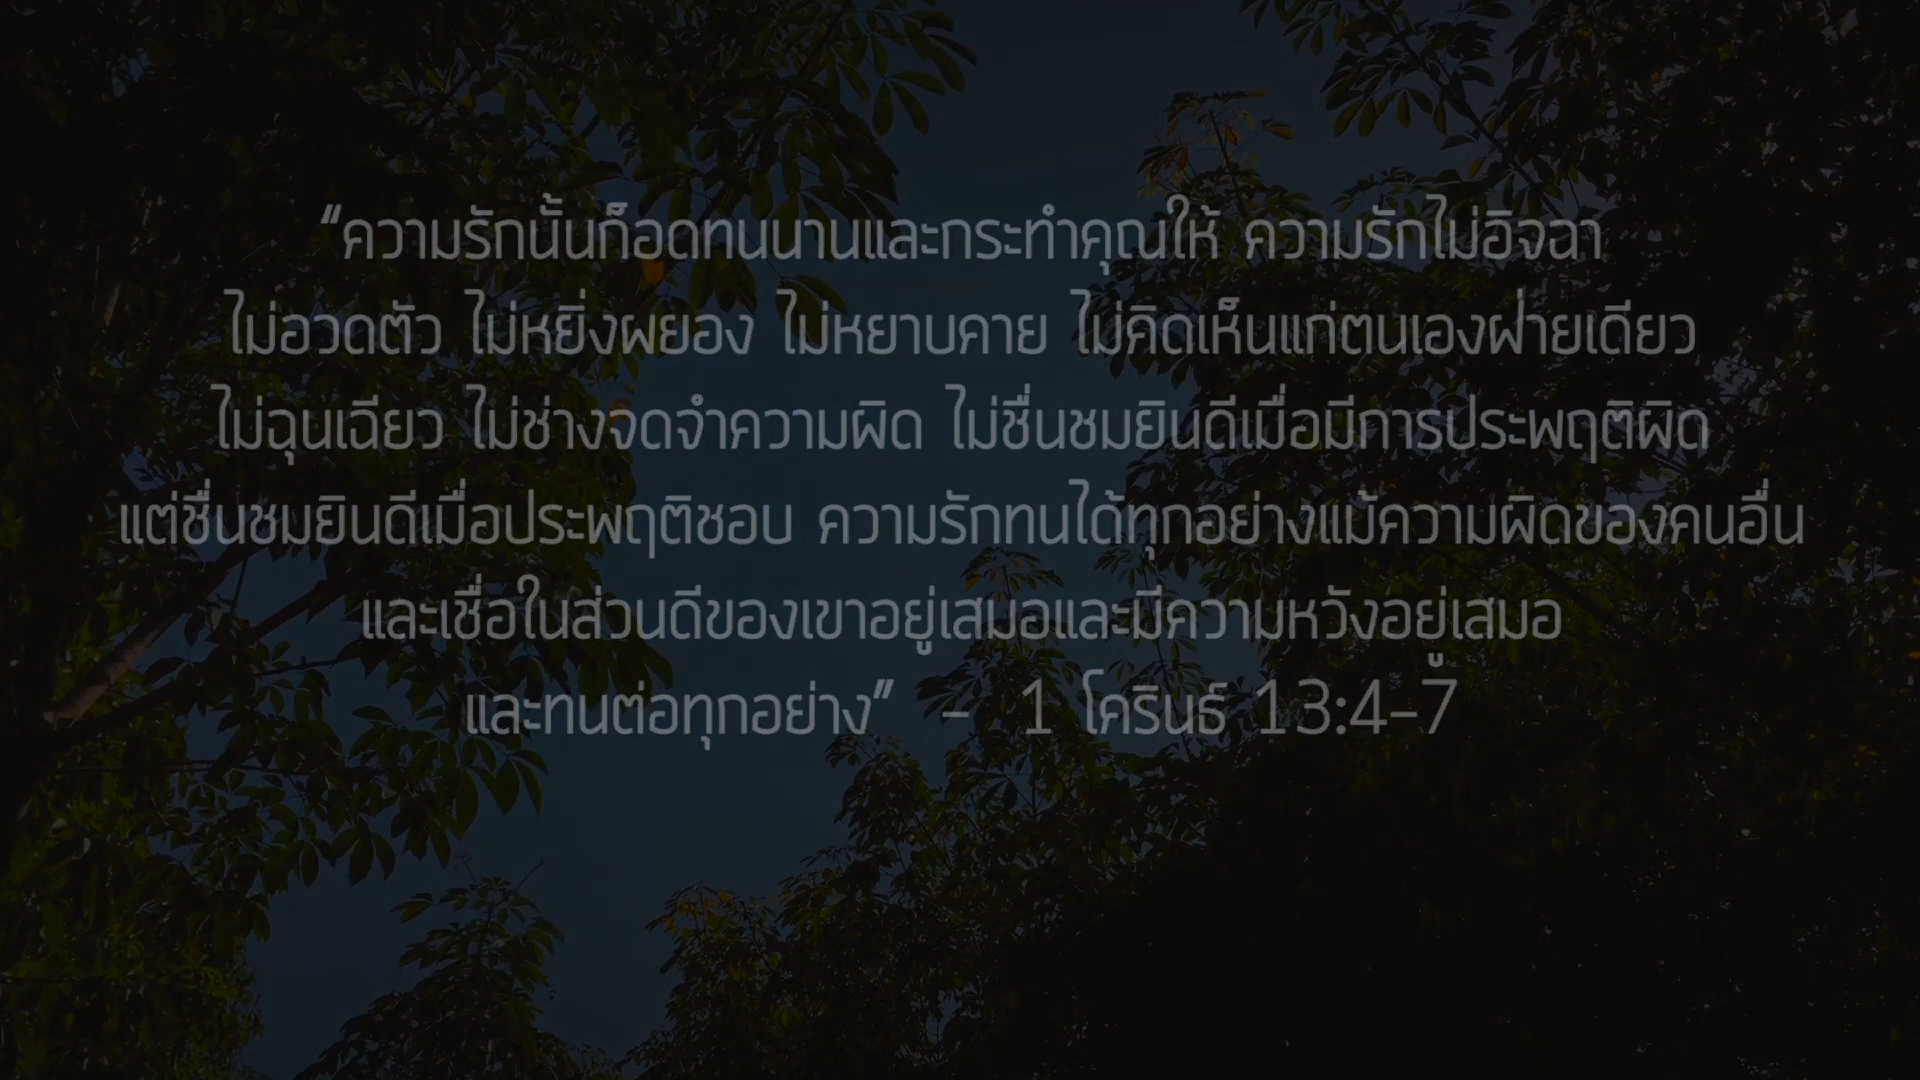 “ความรักนั้นก็อดทนนานและกระทำคุณให้ ความรักไม่อิจฉา
ไม่อวดตัว ไม่หยิ่งผยอง ไม่หยาบคาย ไม่คิดเห็นแก่ตนเองฝ่ายเดียว
ไม่ฉุนเฉียว ไม่ช่างจดจำความผิด ไม่ชื่นชมยินดีเมื่อมีการประพฤติผิด
แต่ชื่นชมยินดีเมื่อประพฤติชอบ ความรักทนได้ทุกอย่างแม้ความผิดของคนอื่น
และเชื่อในส่วนดีของเขาอยู่เสมอและมีความหวังอยู่เสมอ
และทนต่อทุกอย่าง” - 1 โครินธ์ 13:4-7